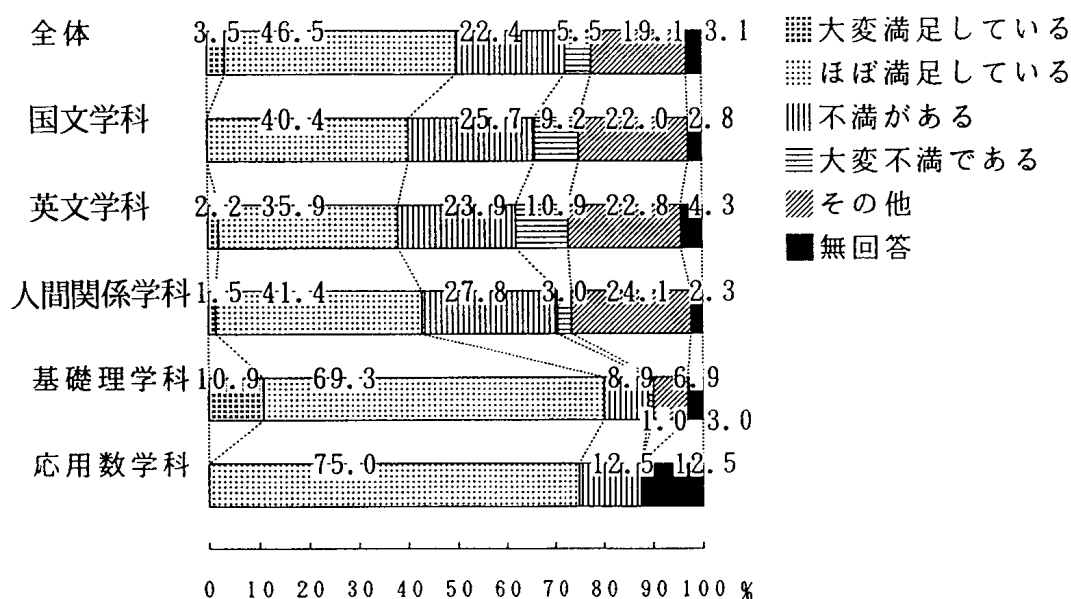 全体 3.5 46.5 22.4 5.5 19.1 3.1
国文学科 40.4 25.7 9.2 22.0 2.8
英文学科 2.2 35.9 23.9 10.9 22.8 4.3
人間関係学科 1.5 41.4 27.8 3.0 24.1 2.3
基礎理学科 10.9 69.3 8.9 6.9
1.0 3.0
応用数学科 75.0 12.5 12.5
0 10 20 30 40 50 60 70 80 90 100 %
大変満足している
ほぼ満足している
不満がある
大変不満である
その他
無回答